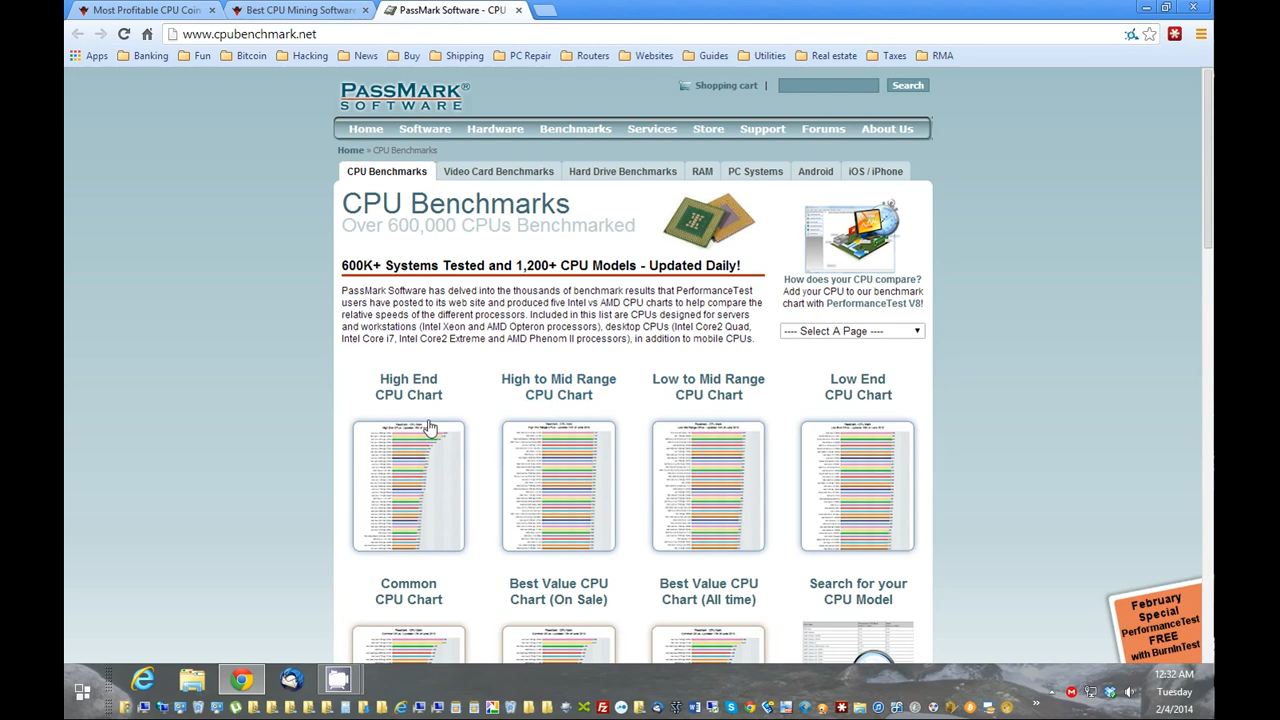 Most Profitable CPU Coin
Best CPU Mining Software
PassMark Software - CPU
www.cpubenchmark.net
Apps
Banking
Fun
Bitcoin
Hacking
News
Buy
Shipping
PC Repair
Routers
Websites
Guides
Utilities
Real estate
Taxes
RMA
PASSMARK®
SOFTWARE
Shopping cart |
Search
Home Software Hardware Benchmarks Services Store Support Forums About Us
Home » CPU Benchmarks
CPU Benchmarks
Video Card Benchmarks
Hard Drive Benchmarks
RAM
PC Systems
Android
iOS / iPhone
CPU Benchmarks
Over 600,000 CPUs Benchmarked
600K+ Systems Tested and 1,200+ CPU Models - Updated Daily!
PassMark Software has delved into the thousands of benchmark results that PerformanceTest
users have posted to its web site and produced five Intel vs AMD CPU charts to help compare the
relative speeds of the different processors. Included in this list are CPUs designed for servers
and workstations (Intel Xeon and AMD Opteron processors), desktop CPUs (Intel Core2 Quad,
Intel Core i7, Intel Core2 Extreme and AMD Phenom II processors), in addition to mobile CPUs.
How does your CPU compare?
Add your CPU to our benchmark
chart with PerformanceTest V8!
---- Select A Page ----
High End
CPU Chart
High to Mid Range
CPU Chart
Low to Mid Range
CPU Chart
Low End
CPU Chart
Common
CPU Chart
Best Value CPU
Chart (On Sale)
Best Value CPU
Chart (All time)
Search for your
CPU Model
February
Special
PerformanceTest
FREE
with BurnInTest
12:32 AM
Tuesday
2/4/2014